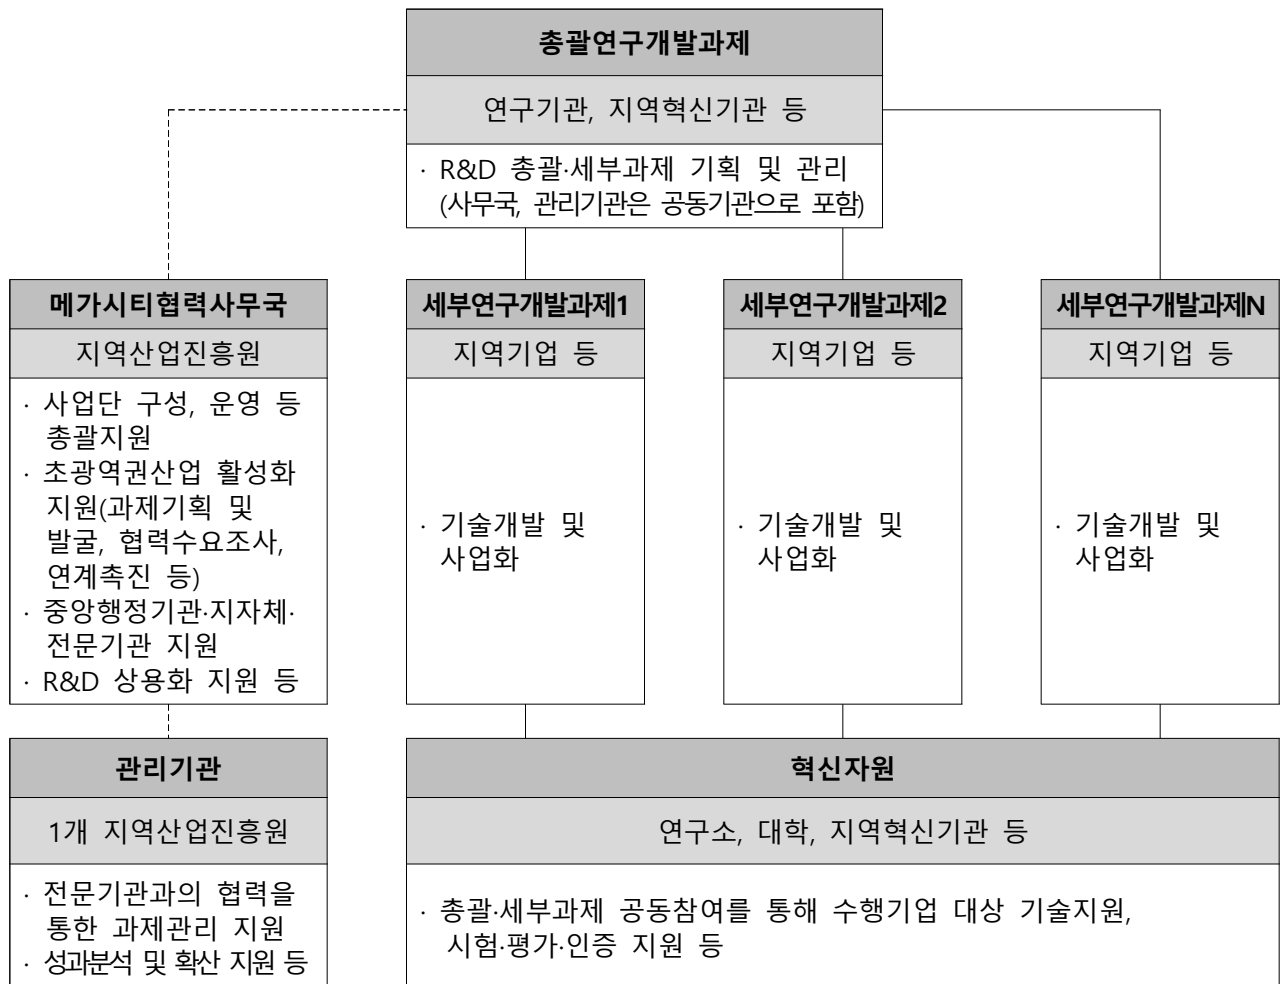 총괄연구개발과제
연구기관, 지역혁신기관 등
· R&D 총괄·세부과제 기획 및 관리
(사무국, 관리기관은 공동기관으로 포함)
메가시티협력사무국
지역산업진흥원
· 사업단 구성, 운영 등
총괄지원
· 초광역권산업 활성화
지원(과제기획 및
발굴, 협력수요조사,
연계촉진 등)
· 중앙행정기관·지자체·
전문기관 지원
· R&D 상용화 지원 등
세부연구개발과제1
지역기업 등
· 기술개발 및
사업화
세부연구개발과제2
지역기업 등
· 기술개발 및
사업화
세부연구개발과제N
지역기업 등
· 기술개발 및
사업화
관리기관
1개 지역산업진흥원
· 전문기관과의 협력을
통한 과제관리 지원
· 성과분석 및 확산 지원 등
혁신자원
연구소, 대학, 지역혁신기관 등
· 총괄·세부과제 공동참여를 통해 수행기업 대상 기술지원,
시험·평가·인증 지원 등